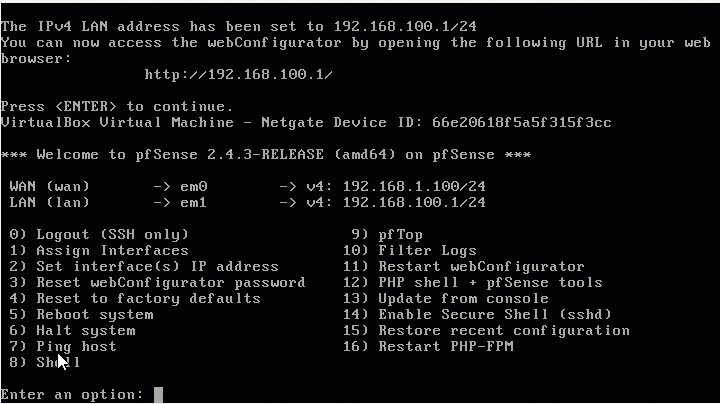 The IPv4 LAN address has been set to 192.168.100.1/24
You can now access the webConfigurator by opening the following URL in your web
browser:
http://192.168.100.1/
Press <ENTER> to continue.
VirtualBox Virtual Machine - Netgate Device ID: 66e20618f5a5f315f3cc
*** Welcome to pfSense 2.4.3-RELEASE (amd64) on pfSense ***
WAN (wan) -> em0 -> v4: 192.168.1.100/24
LAN (lan) -> em1 -> v4: 192.168.100.1/24
0) Logout (SSH only) 9) pfTop
1) Assign Interfaces 10) Filter Logs
2) Set interface(s) IP address 11) Restart webConfigurator
3) Reset webConfigurator password 12) PHP shell + pfSense tools
4) Reset to factory defaults 13) Update from console
5) Reboot system 14) Enable Secure Shell (sshd)
6) Halt system 15) Restore recent configuration
7) Ping host 16) Restart PHP-FPM
8) Shell
Enter an option: